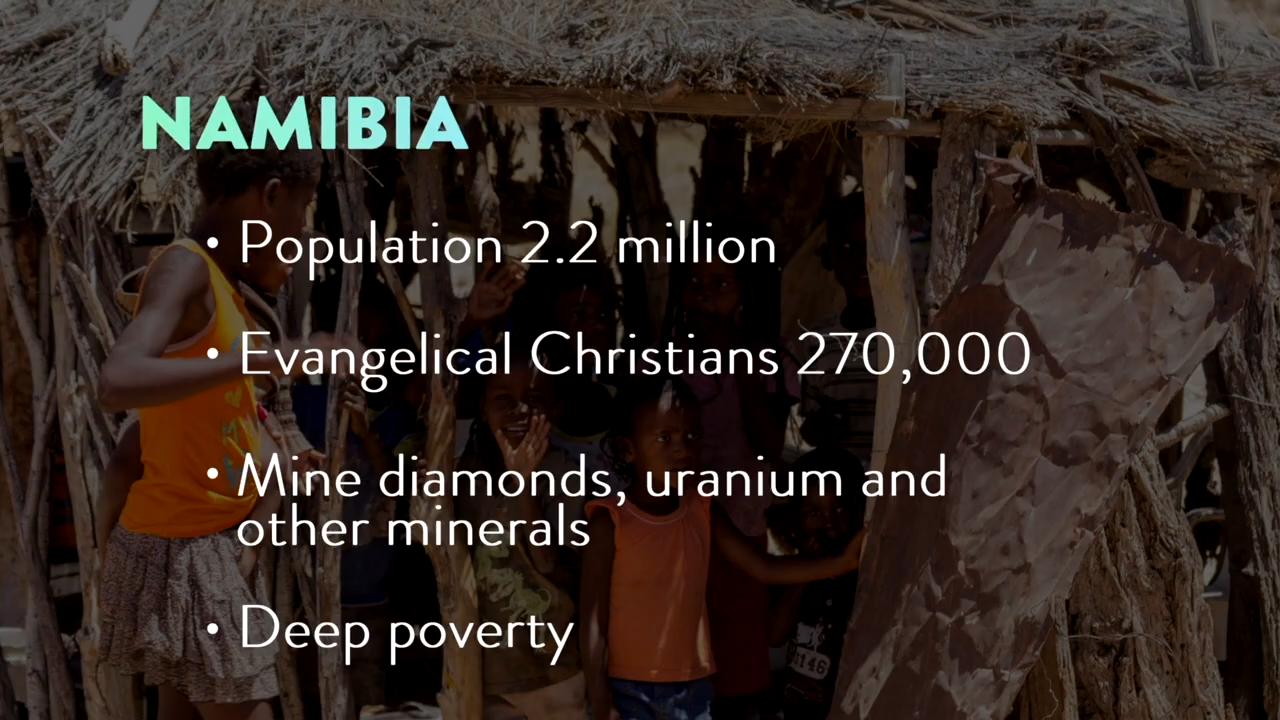 NAMIBIA
• Population 2.2 million
• Evangelical Christians 270,000
• Mine diamonds, uranium and
other minerals
• Deep poverty